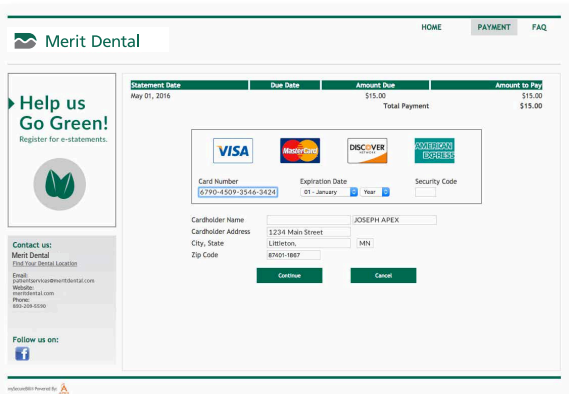 HOME PAYMENT FAQ
Merit Dental
Help us
Go Green!
Register for e-statements.
Contact us:
Merit Dental
Find Your Dental Location
Email:
patientservices@meritdental.com
Website:
meritdental.com
Phone:
Follow us on:
f
Statement Date Due Date Amount Due Amount to Pay
May 01, 2016 $15.00 $15.00
Total Payment $15.00
VISA MasterCard DISCOVER AMERICAN
NETWORK EXPRESS
Card Number Expiration Date Security Code
6790-4509-3546-3424 01 - January Year
Cardholder Name JOSEPH APEX
Cardholder Address 1234 Main Street
City, State Littleton, MN
Zip Code 87401-1867
Continue Cancel
Powered By: